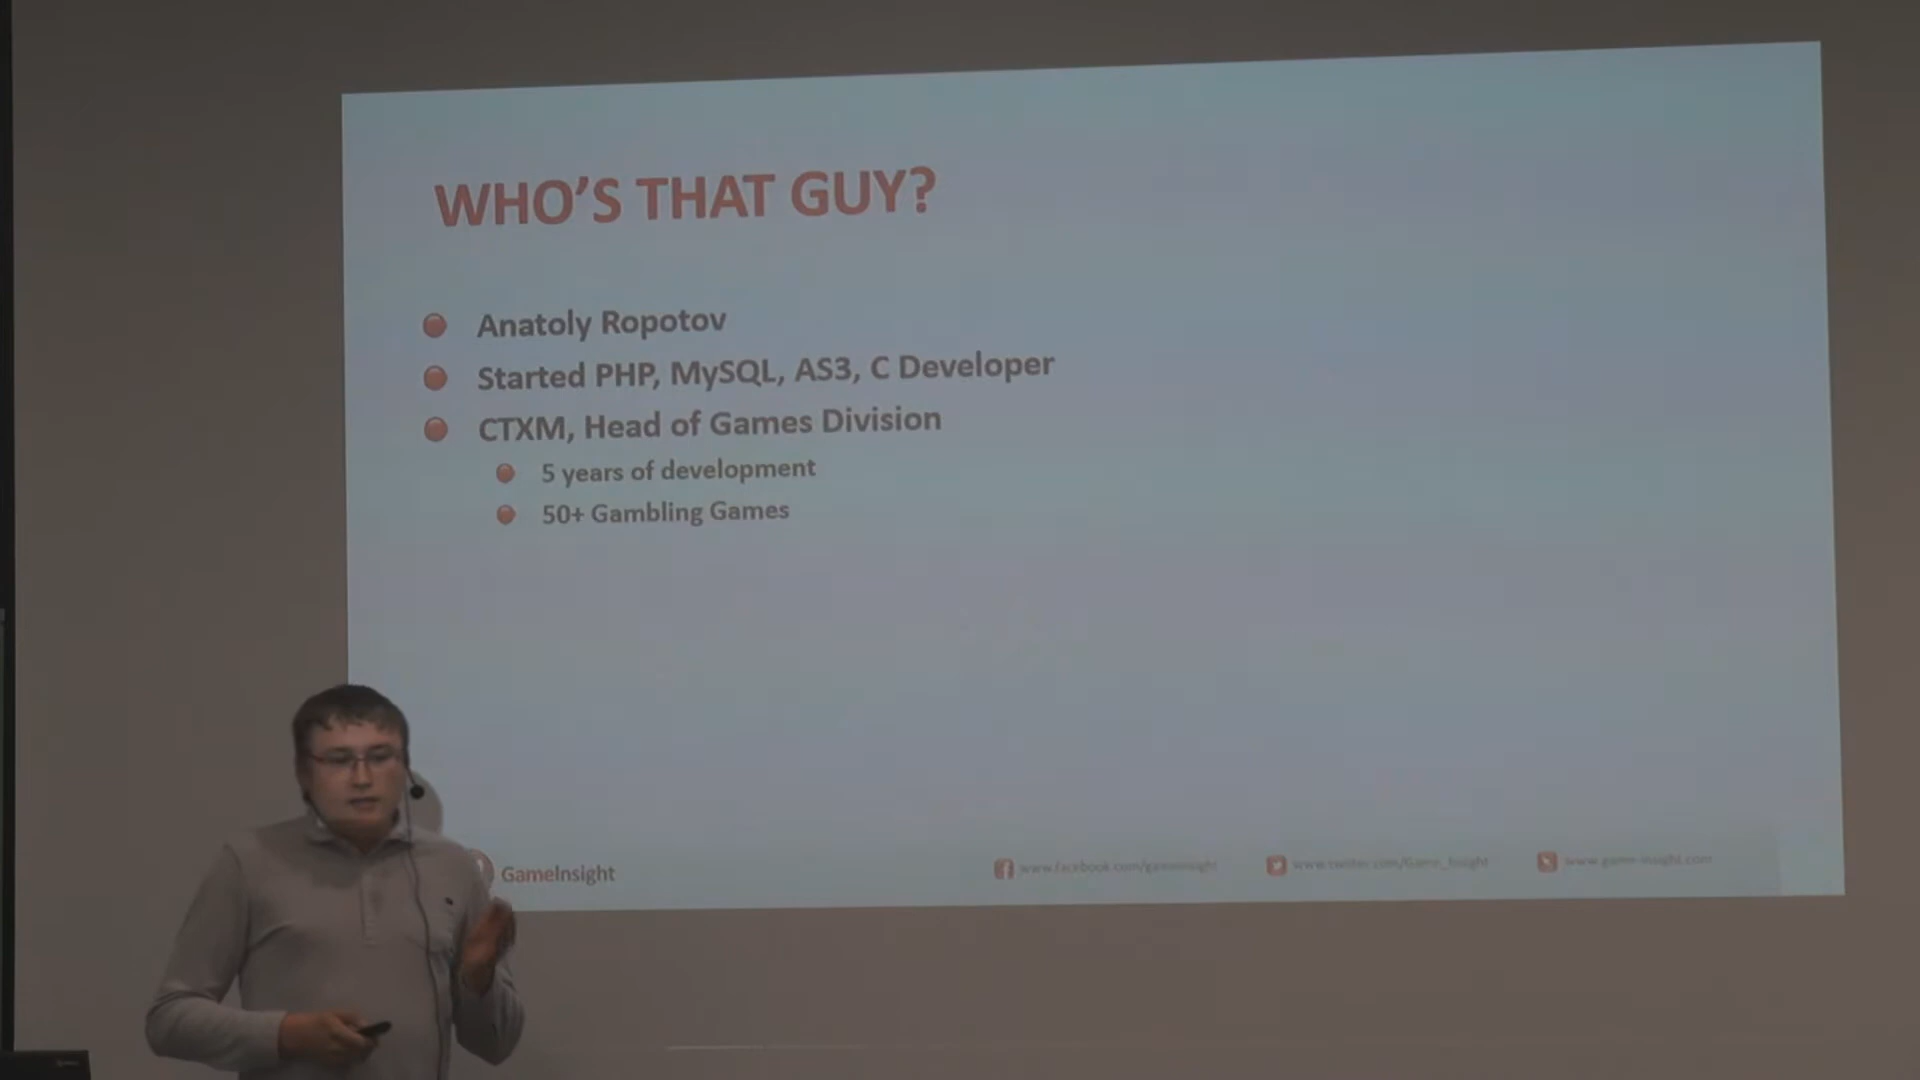 WHO'S THAT GUY?
Anatoly Ropotov
Started PHP, MySQL, AS3, C Developer
CTXM, Head of Games Division
5 years of development
50+ Gambling Games
GameInsight
www.facebook.com/gameinsight
www.twitter.com/Game_Insight
www.game-insight.com